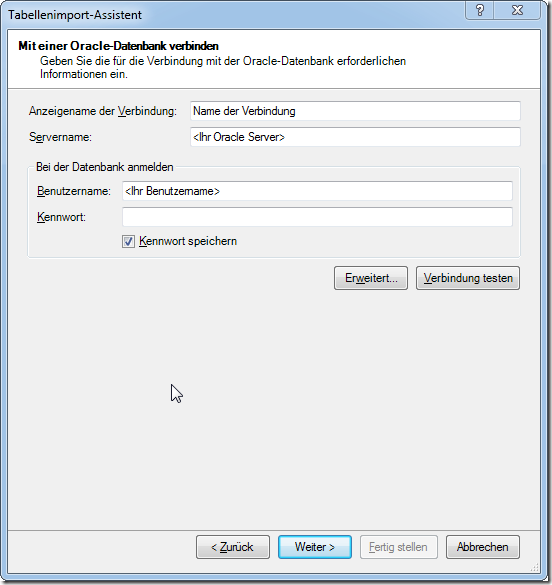 Tabellenimport-Assistent
?
Mit einer Oracle-Datenbank verbinden
Geben Sie die für die Verbindung mit der Oracle-Datenbank erforderlichen
Informationen ein.
Anzeigename der Verbindung: Name der Verbindung
Servername: <Ihr Oracle Server>
Bei der Datenbank anmelden
Benutzername: <Ihr Benutzername>
Kennwort:
Kennwort speichern
Erweitert... Verbindung testen
< Zurück Weiter > Fertig stellen Abbrechen